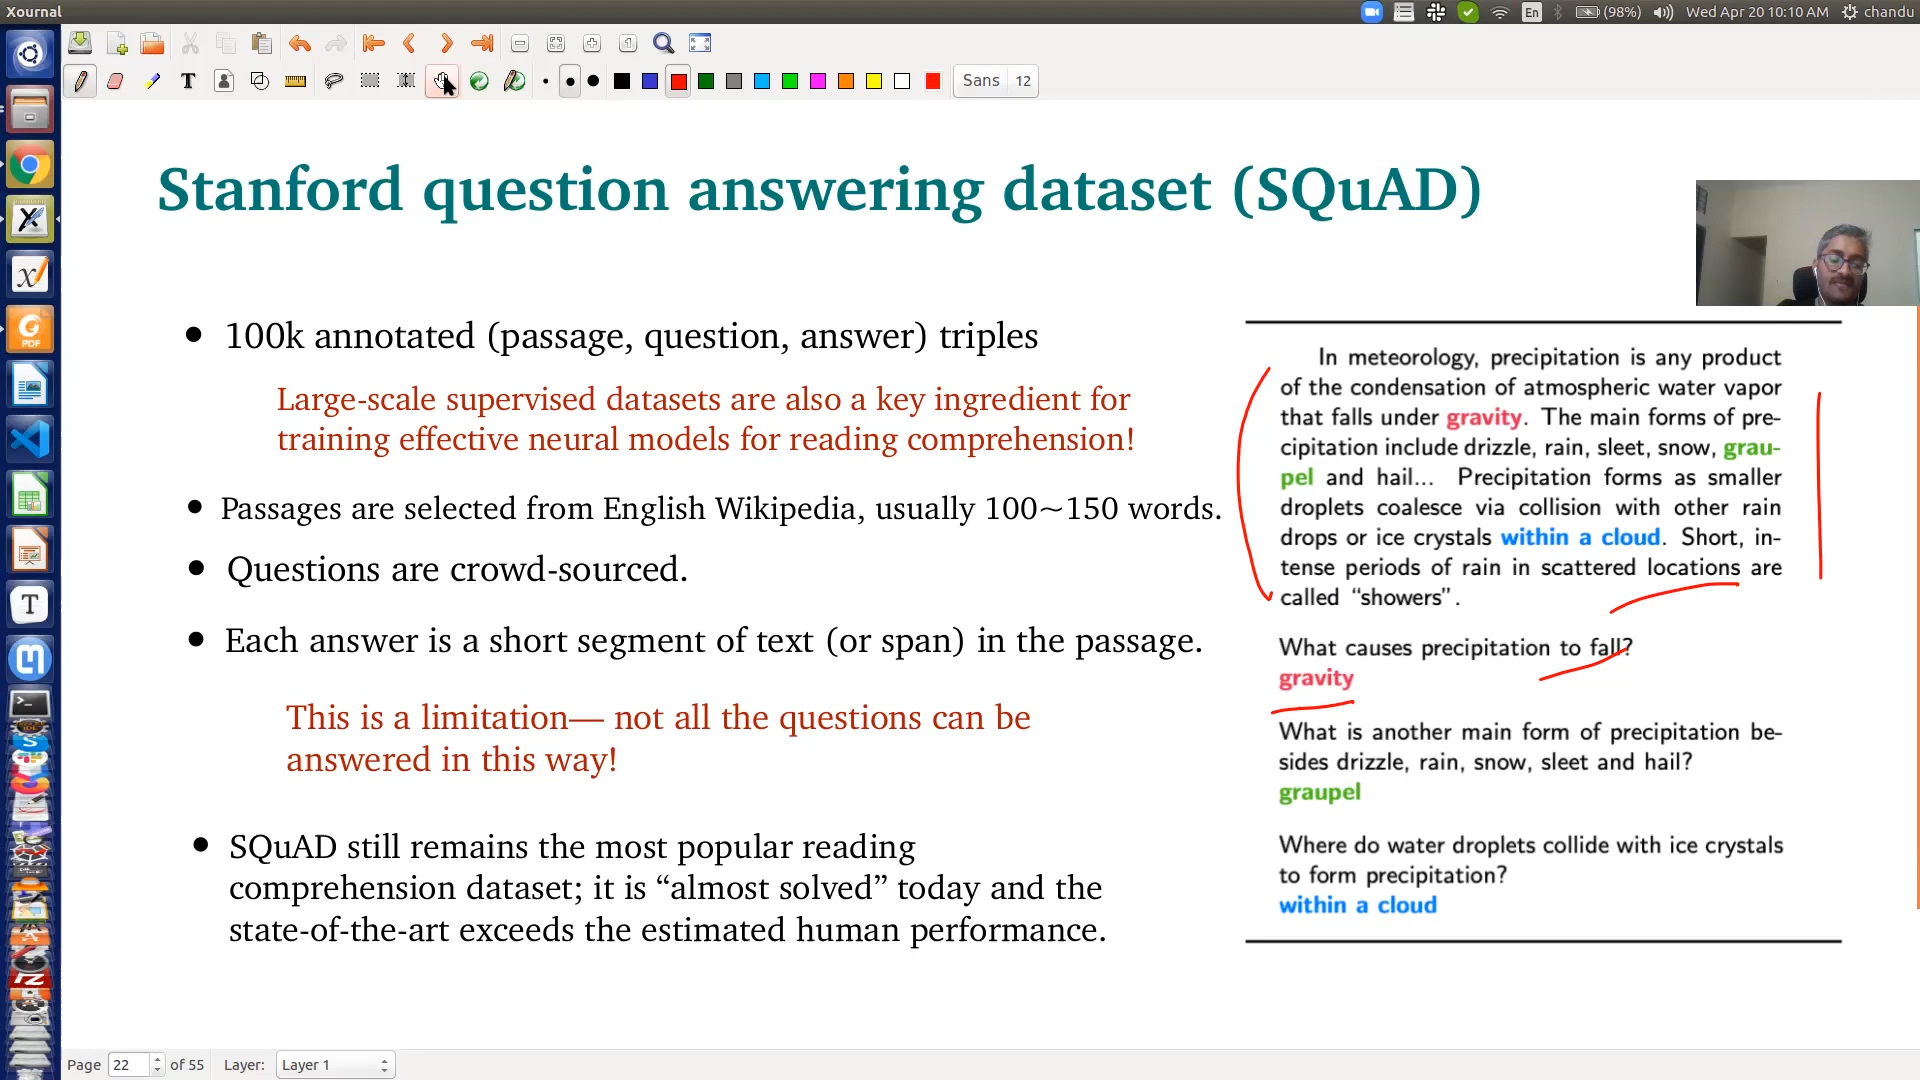 Xournal
En
(98%)
Wed Apr 20 10:10 AM
chandu
T
Sans
12
Stanford question answering dataset (SQuAD)
• 100k annotated (passage, question, answer) triples
Large-scale supervised datasets are also a key ingredient for
training effective neural models for reading comprehension!
• Passages are selected from English Wikipedia, usually 100~150 words.
• Questions are crowd-sourced.
• Each answer is a short segment of text (or span) in the passage.
This is a limitation— not all the questions can be
answered in this way!
• SQuAD still remains the most popular reading
comprehension dataset; it is “almost solved” today and the
state-of-the-art exceeds the estimated human performance.
In meteorology, precipitation is any product
of the condensation of atmospheric water vapor
that falls under gravity. The main forms of pre-
cipitation include drizzle, rain, sleet, snow, grau-
pel and hail... Precipitation forms as smaller
droplets coalesce via collision with other rain
drops or ice crystals within a cloud. Short, in-
tense periods of rain in scattered locations are
called “showers”.
What causes precipitation to fall?
gravity
What is another main form of precipitation be-
sides drizzle, rain, snow, sleet and hail?
graupel
Where do water droplets collide with ice crystals
to form precipitation?
within a cloud
PDF
T
Page 22 of 55 Layer: Layer 1